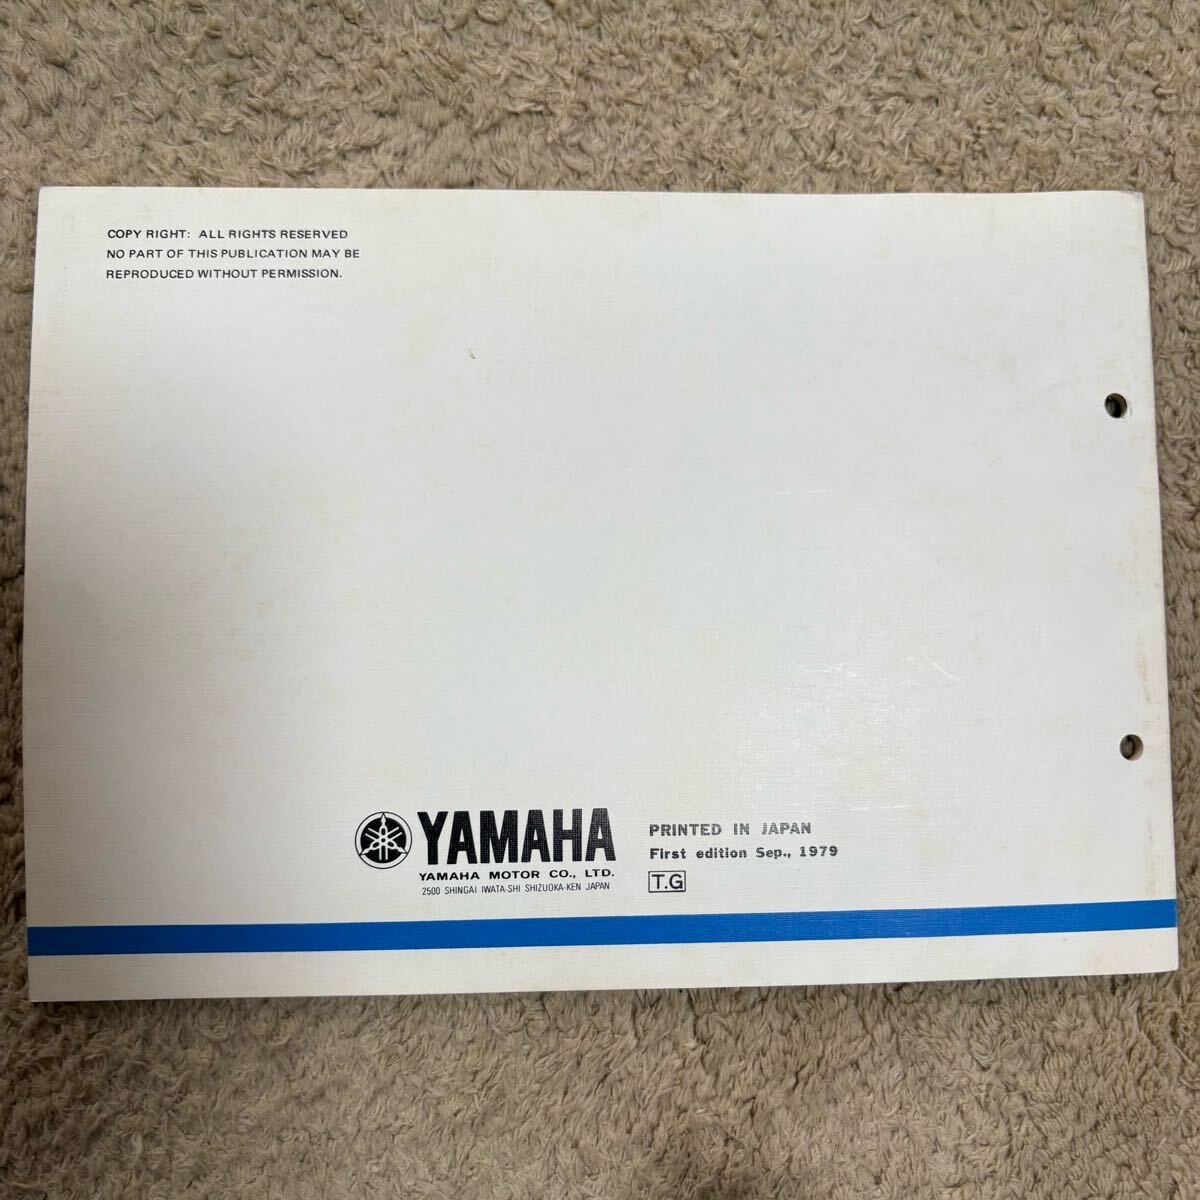 COPY RIGHT: ALL RIGHTS RESERVED
NO PART OF THIS PUBLICATION MAY BE
REPRODUCED WITHOUT PERMISSION.
YAMAHA
YAMAHA MOTOR CO., LTD.
2500 SHINGAI IWATA-SHI SHIZUOKA-KEN JAPAN
PRINTED IN JAPAN
First edition Sep., 1979
T.G